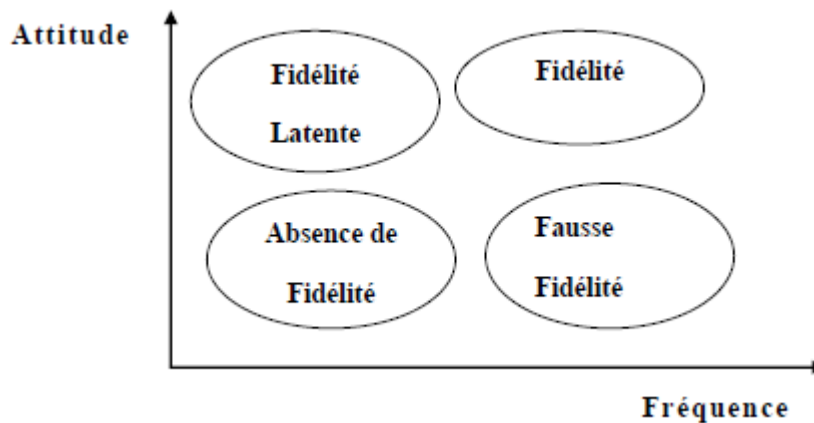 Attitude
Fidélité
Latente
Fidélité
Absence de
Fidélité
Fausse
Fidélité
Fréquence